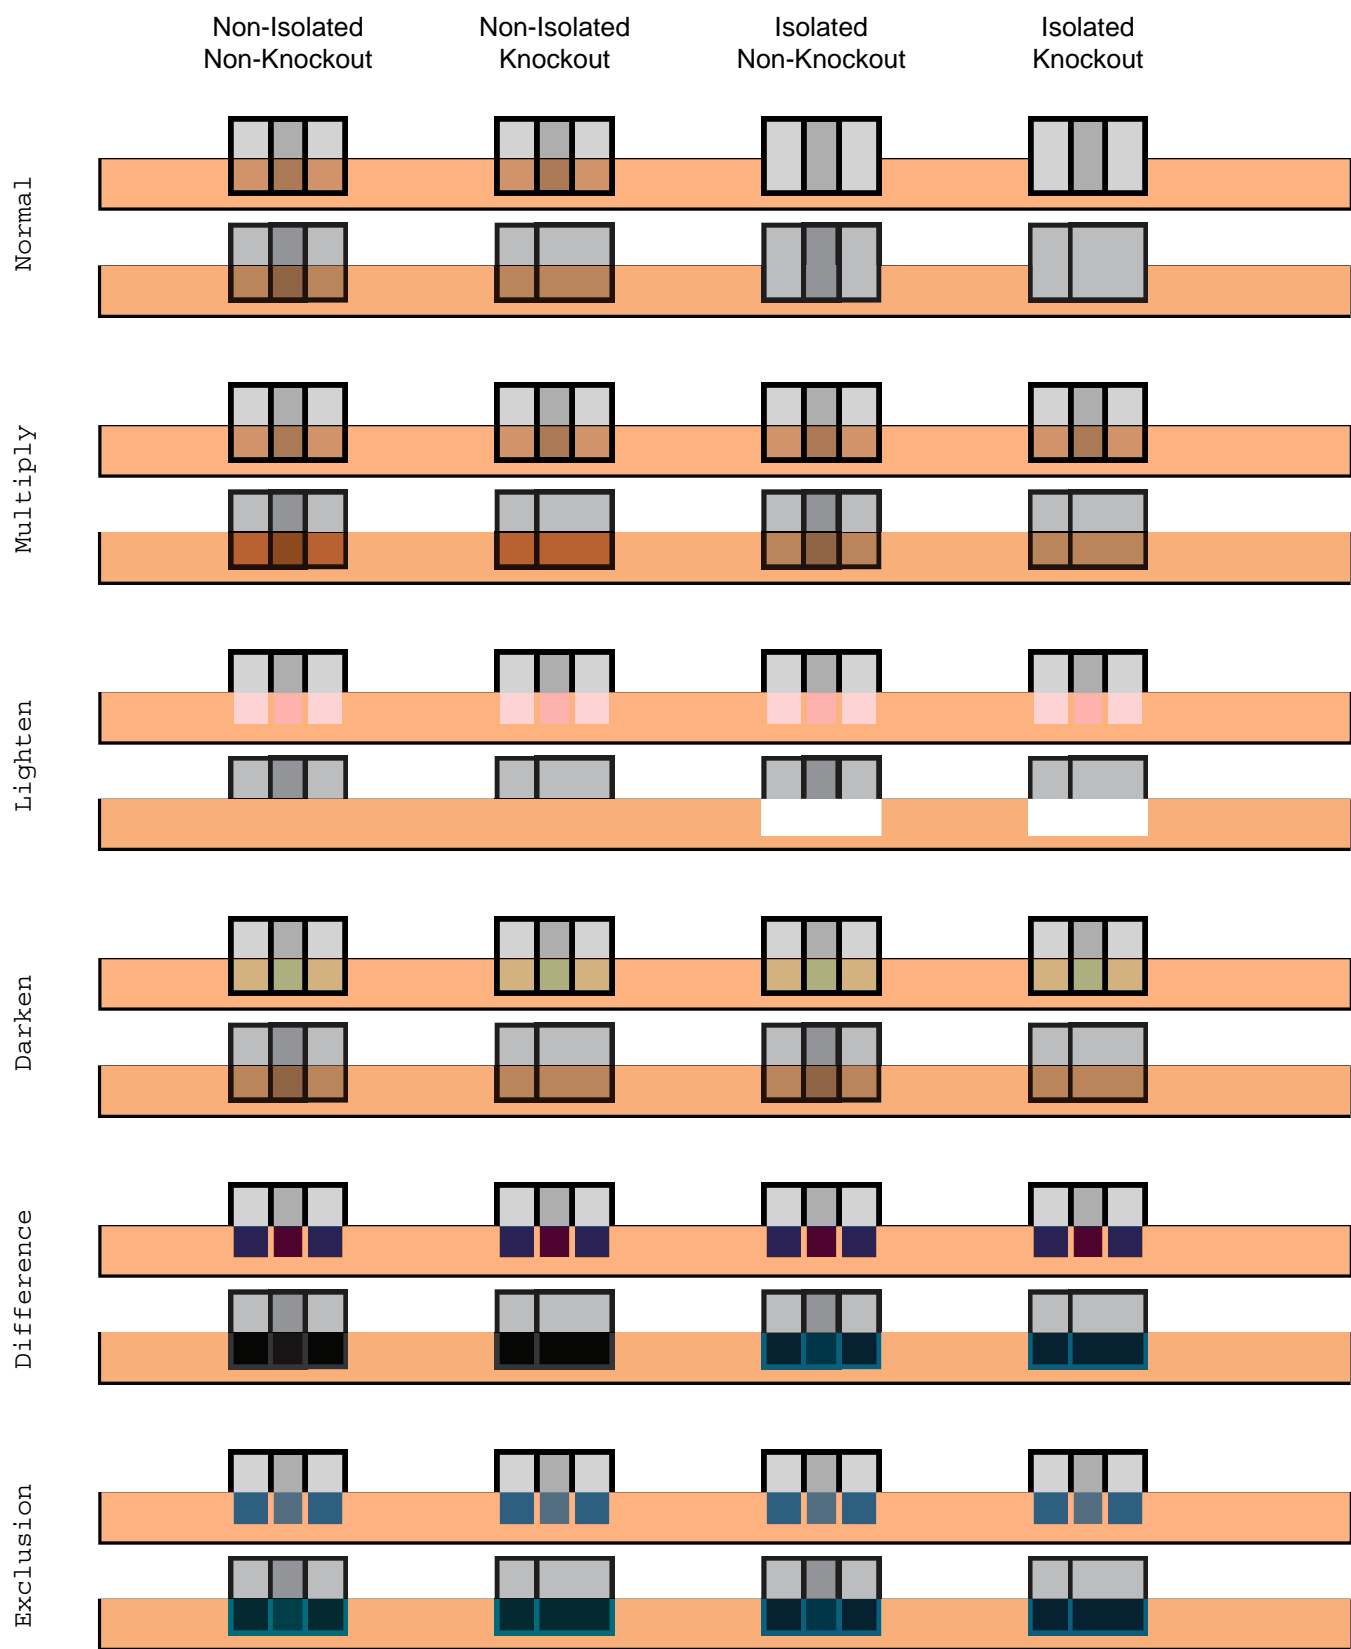 Non-Isolated
Non-Knockout
Non-Isolated
Knockout
Isolated
Non-Knockout
Isolated
Knockout
Normal
Multiply
Lighten
Darken
Difference
Exclusion